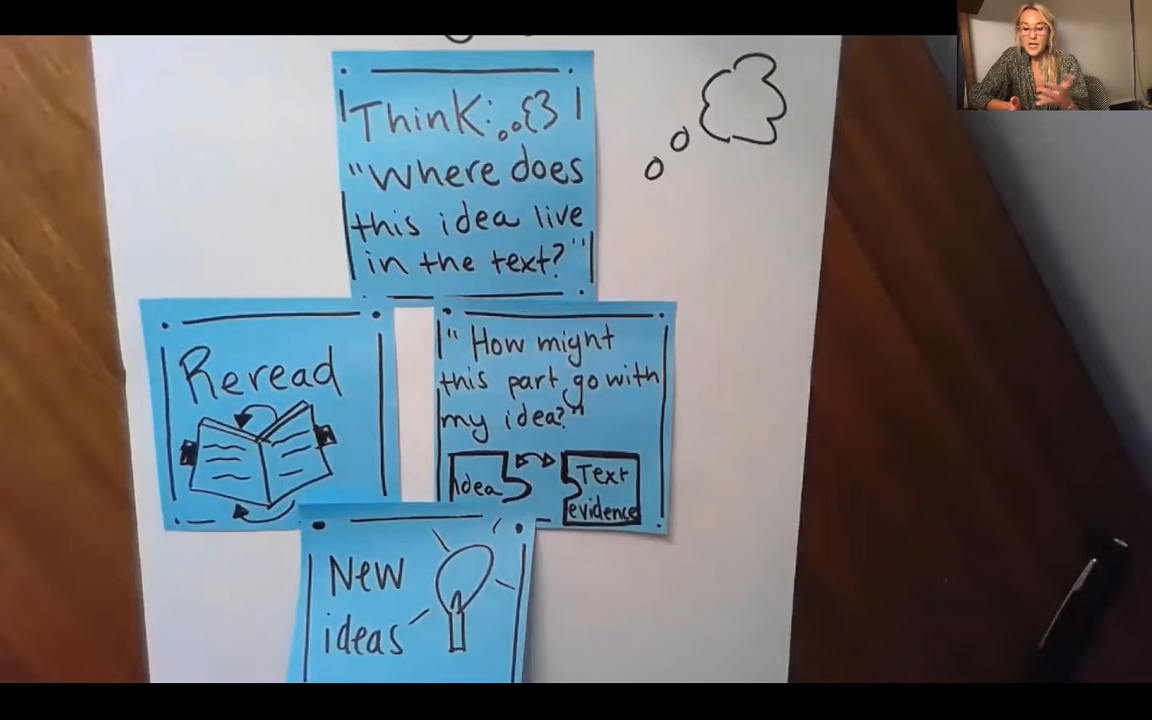 Think:
"Where does
this idea live
in the text?"
Reread
"How might
this part go with
my idea?"
Idea
Text
evidence
New
ideas